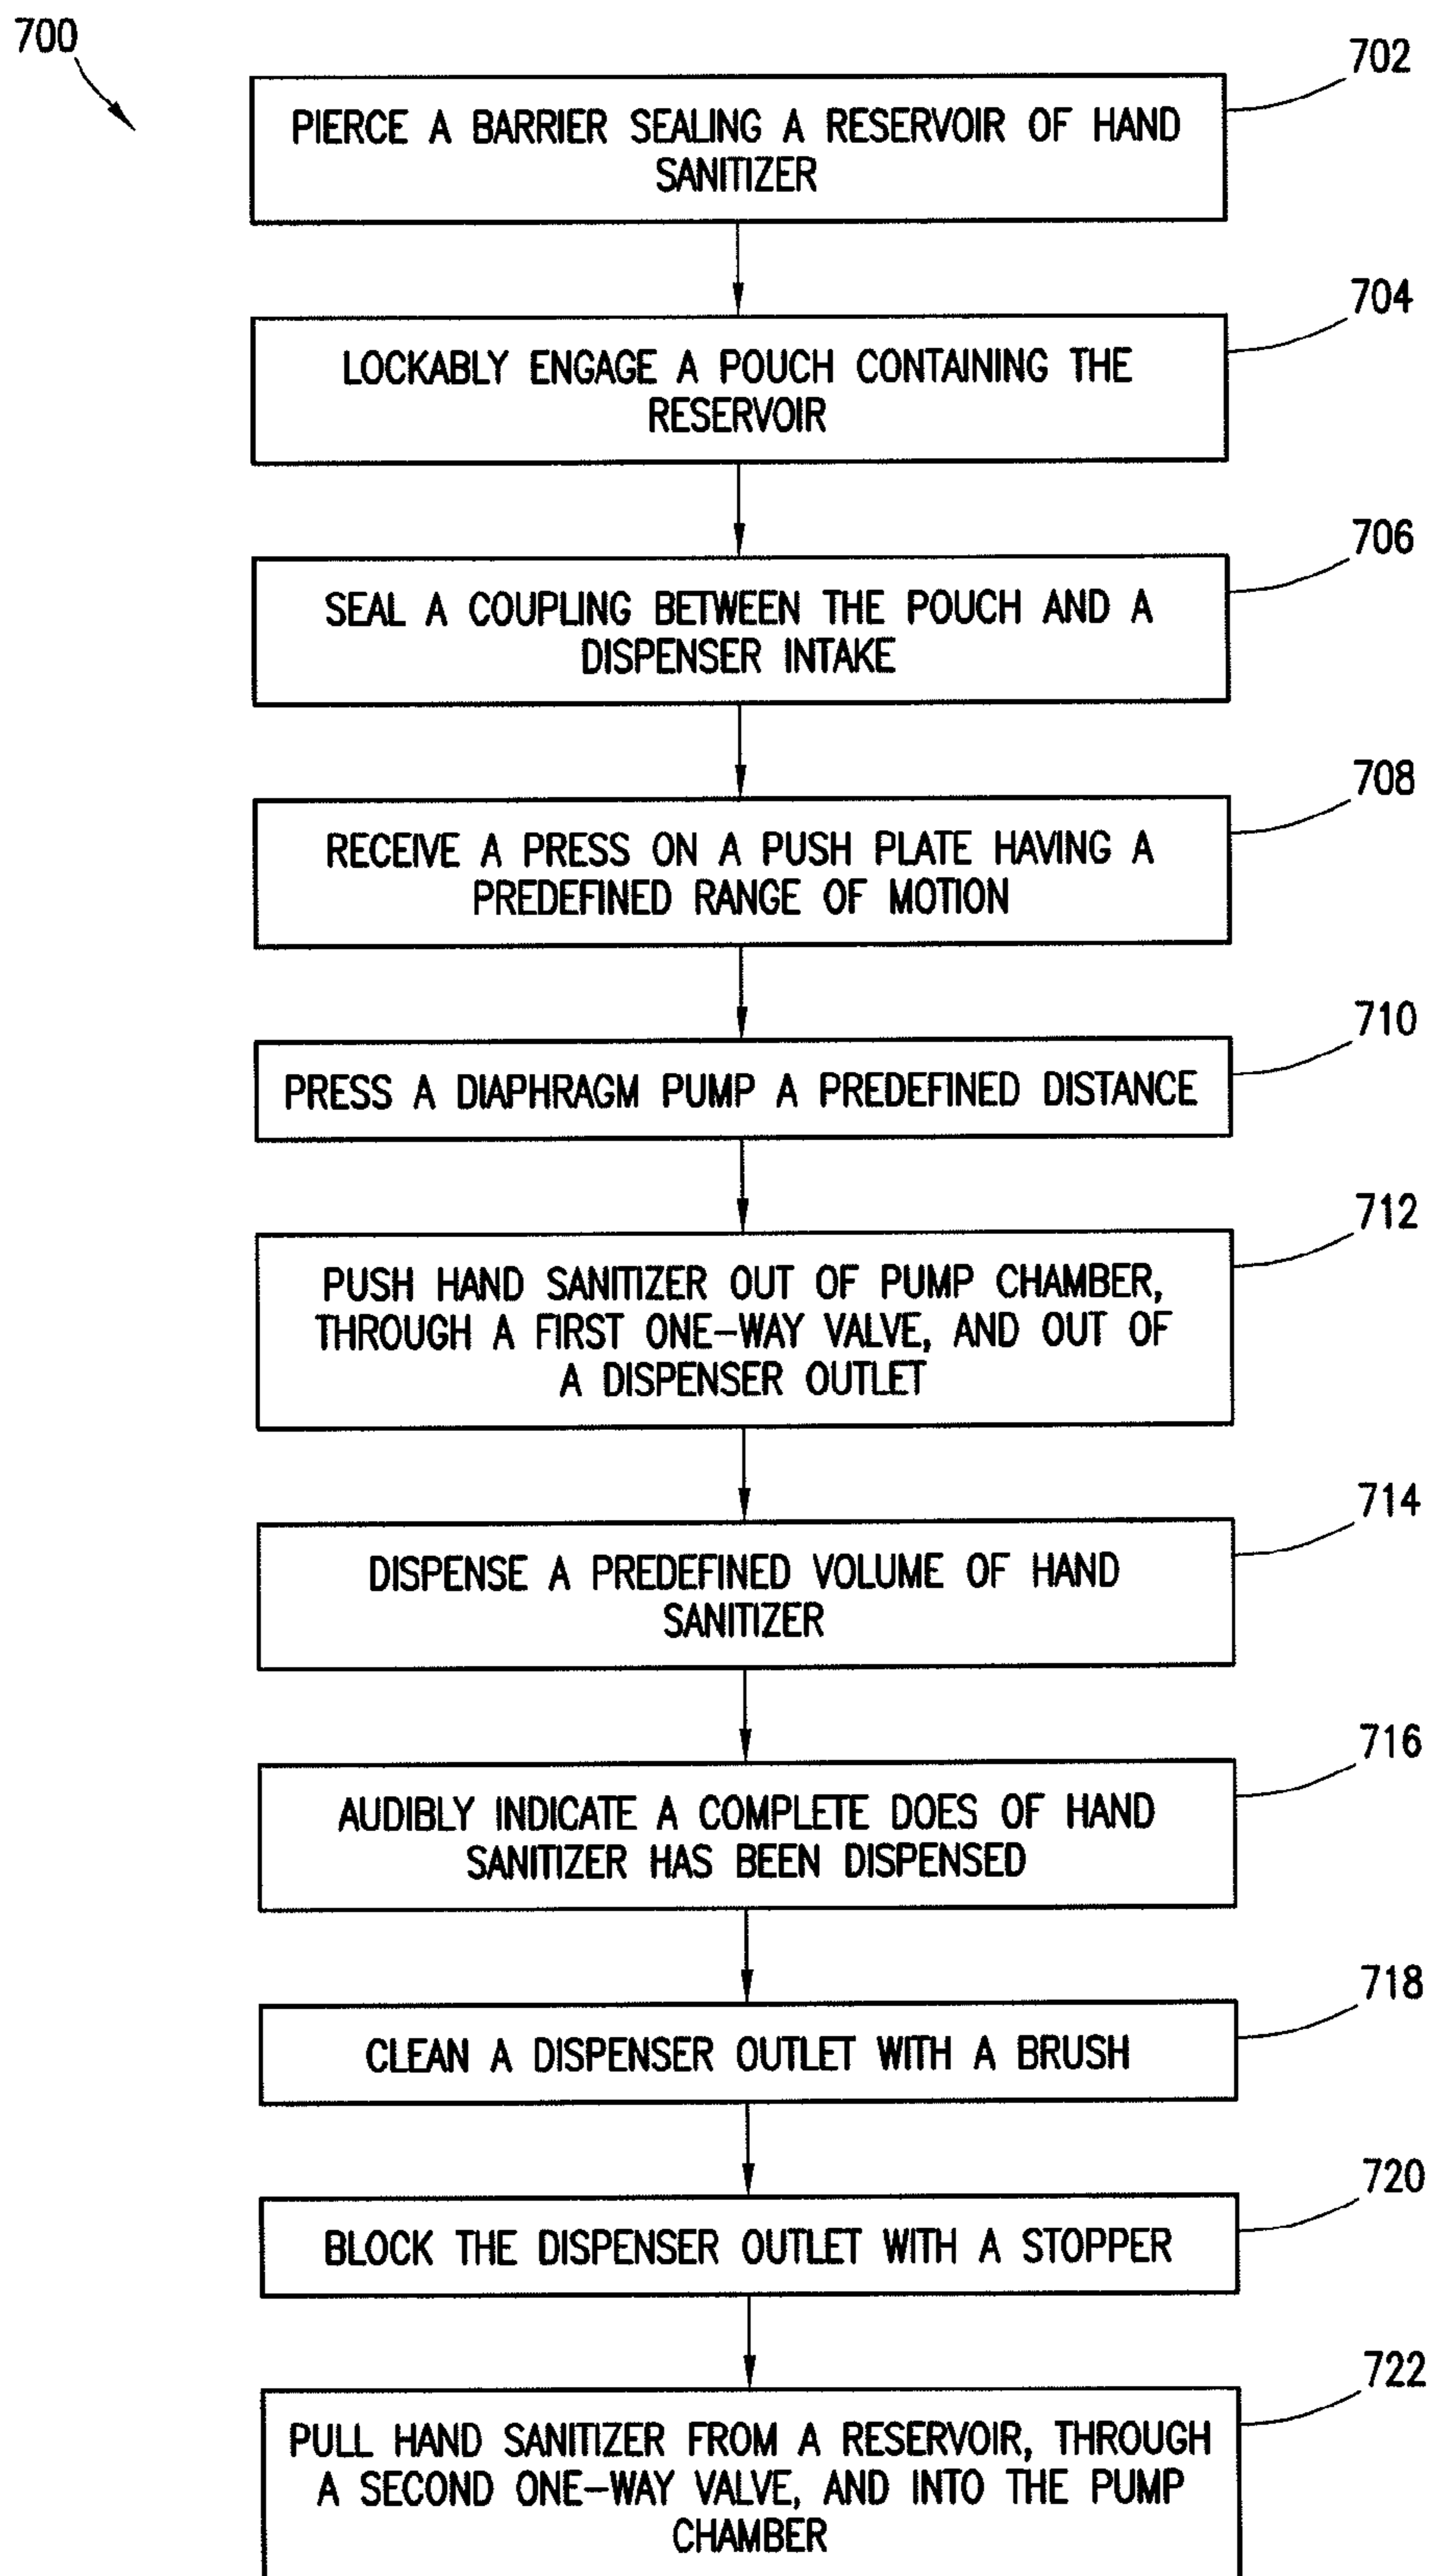 700
702
PIERCE A BARRIER SEALING A RESERVOIR OF HAND
SANITIZER
704
LOCKABLY ENGAGE A POUCH CONTAINING THE
RESERVOIR
706
SEAL A COUPLING BETWEEN THE POUCH AND A
DISPENSER INTAKE
708
RECEIVE A PRESS ON A PUSH PLATE HAVING A
PREDEFINED RANGE OF MOTION
710
PRESS A DIAPHRAGM PUMP A PREDEFINED DISTANCE
712
PUSH HAND SANITIZER OUT OF PUMP CHAMBER,
THROUGH A FIRST ONE-WAY VALVE, AND OUT OF
A DISPENSER OUTLET
714
DISPENSE A PREDEFINED VOLUME OF HAND
SANITIZER
716
AUDIBLY INDICATE A COMPLETE DOES OF HAND
SANITIZER HAS BEEN DISPENSED
718
CLEAN A DISPENSER OUTLET WITH A BRUSH
720
BLOCK THE DISPENSER OUTLET WITH A STOPPER
722
PULL HAND SANITIZER FROM A RESERVOIR, THROUGH
A SECOND ONE-WAY VALVE, AND INTO THE PUMP
CHAMBER